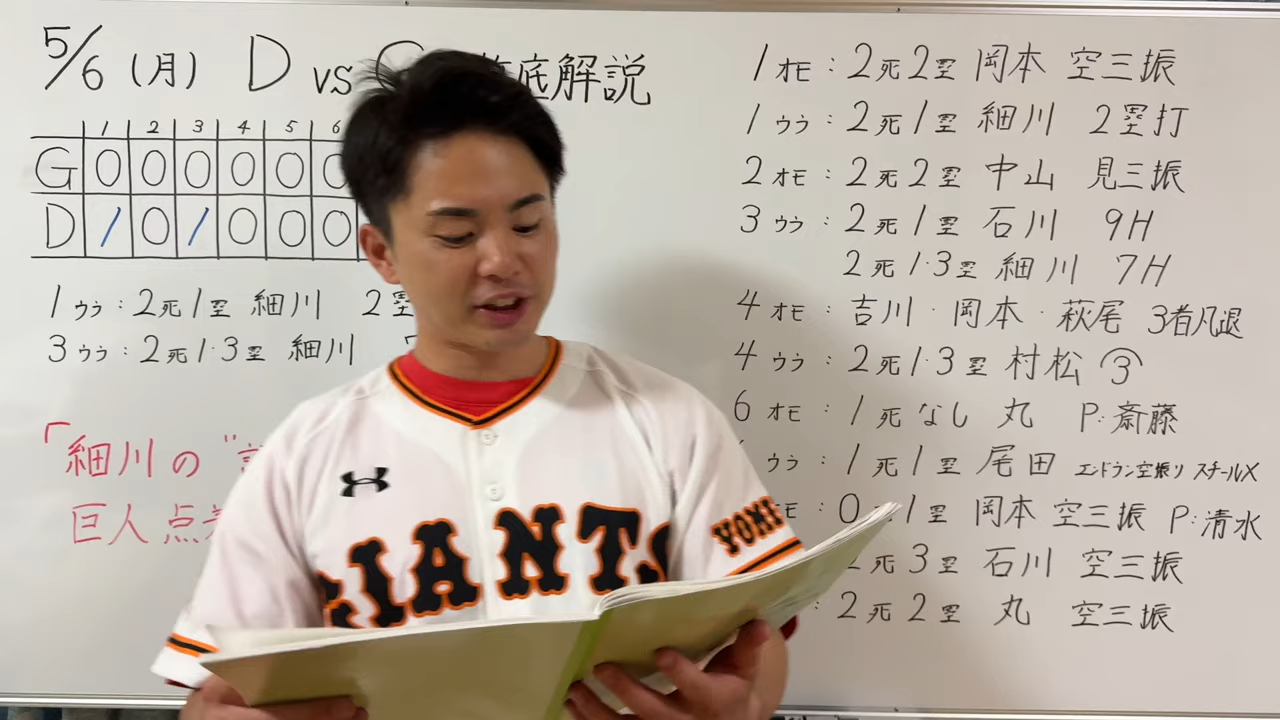 5/6(月) D vs 底解説
1 2 3 4 5 6
G 0 0 0 0 0 0
D 1 0 1 0 0 0
1ウラ:2死1塁 細川 2塁
3ウラ:2死1・3塁 細川
「細川の
巨人点差
1オモ:2死2塁 岡本 空三振
1ウラ:2死1塁 細川 2塁打
2オモ:2死2塁 中山 見三振
3ウラ:2死1塁 石川 9H
2死1・3塁 細川 7H
4オモ:吉川・岡本・萩尾 3者凡退
4ウラ:2死1・3塁 村松 3
6オモ:1死なし 丸 P:斎藤
ウラ:1死1塁 尾田 エンドラン空振り スチールX
モ:0 1塁 岡本 空三振 P:清水
2死3塁 石川 空三振
:2死2塁 丸 空三振
GIANTS
YOMI